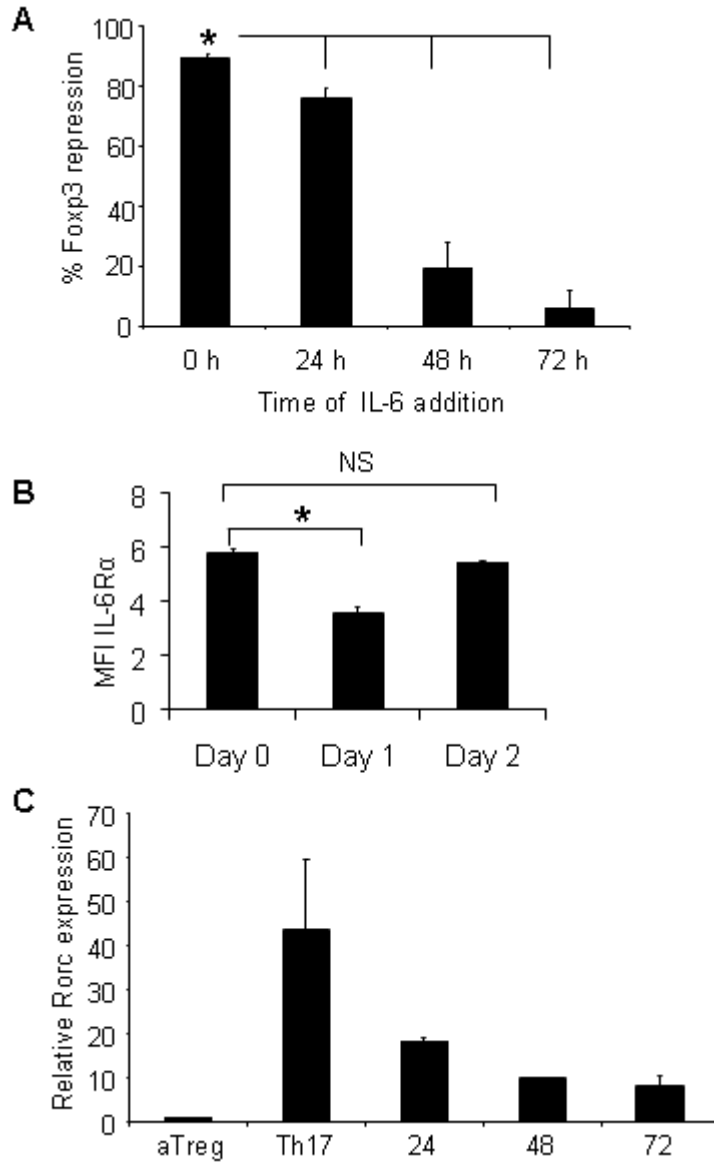 A
100
*
80
60
40
20
0
% Foxp3 repression
0 h 24 h 48 h 72 h
Time of IL-6 addition
B
NS
*
8
6
4
2
0
MFI IL-6Rα
Day 0 Day 1 Day 2
C
70
60
50
40
30
20
10
0
Relative Rorc expression
aTreg Th17 24 48 72